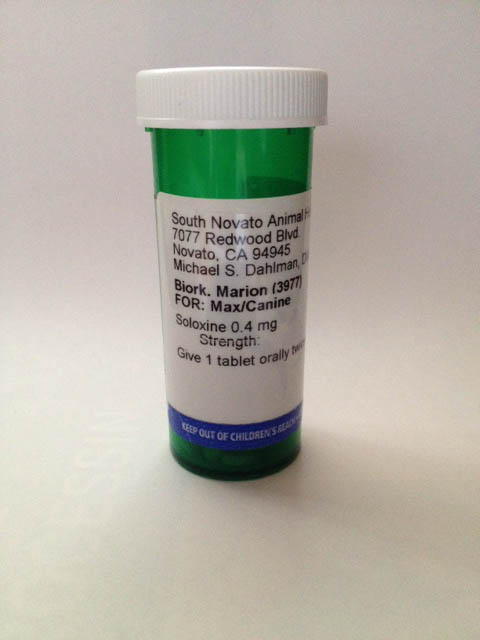 South Novato Animal H
7077 Redwood Blvd.
Novato, CA 94945
Michael S. Dahlman, D
Biork, Marion (3977)
FOR: Max/Canine
Soloxine 0.4 mg
Strength:
Give 1 tablet orally twi
KEEP OUT OF CHILDREN'S REACH